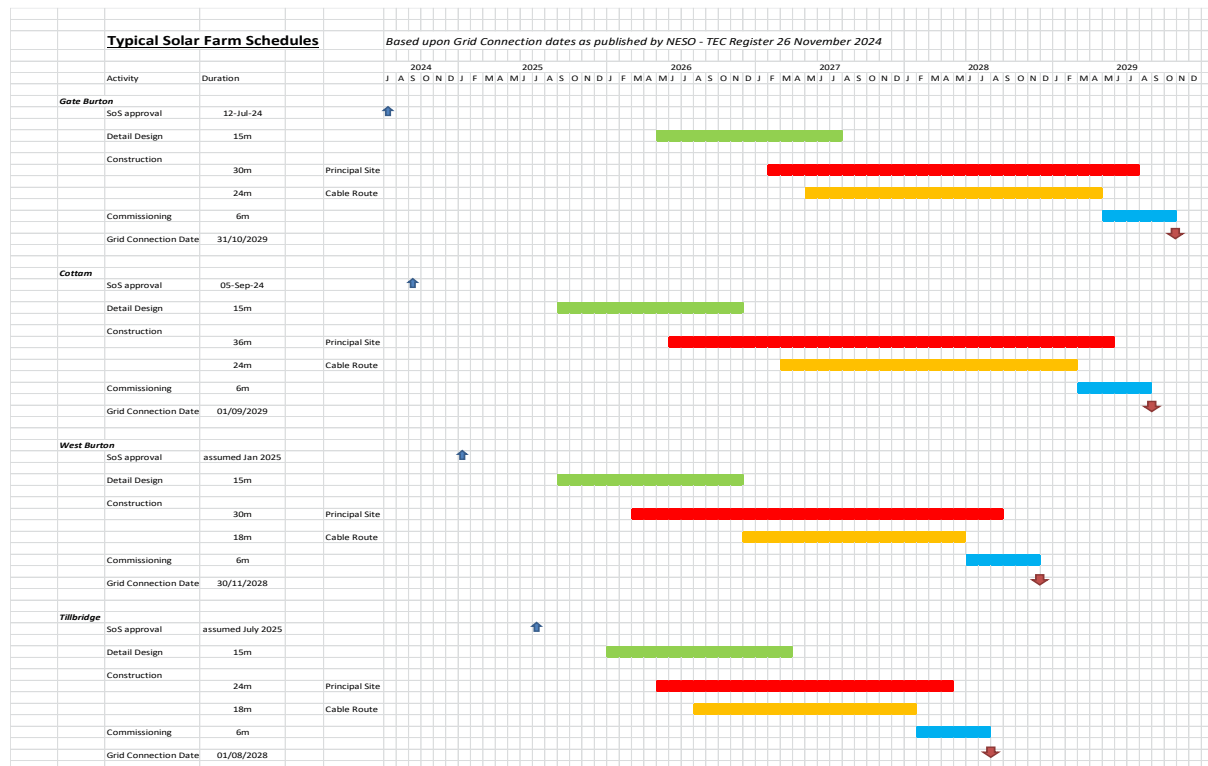 Typical Solar Farm Schedules Based upon Grid Connection dates as published by NESO - TEC Register 26 November 2024
2024 2025 2026 2027 2028 2029
Activity Duration J A S O N D J F M A M J J A S O N D J F M A M J J A S O N D J F M A M J J A S O N D J F M A M J J A S O N D J F M A M J J A S O N D
Gate Burton
SoS approval 12-Jul-24
Detail Design 15m
Construction
30m Principal Site
24m Cable Route
Commissioning 6m
Grid Connection Date 31/10/2029
Cottam
SoS approval 05-Sep-24
Detail Design 15m
Construction
36m Principal Site
24m Cable Route
Commissioning 6m
Grid Connection Date 01/09/2029
West Burton
SoS approval assumed Jan 2025
Detail Design 15m
Construction
30m Principal Site
18m Cable Route
Commissioning 6m
Grid Connection Date 30/11/2028
Tillbridge
SoS approval assumed July 2025
Detail Design 15m
Construction
24m Principal Site
18m Cable Route
Commissioning 6m
Grid Connection Date 01/08/2028